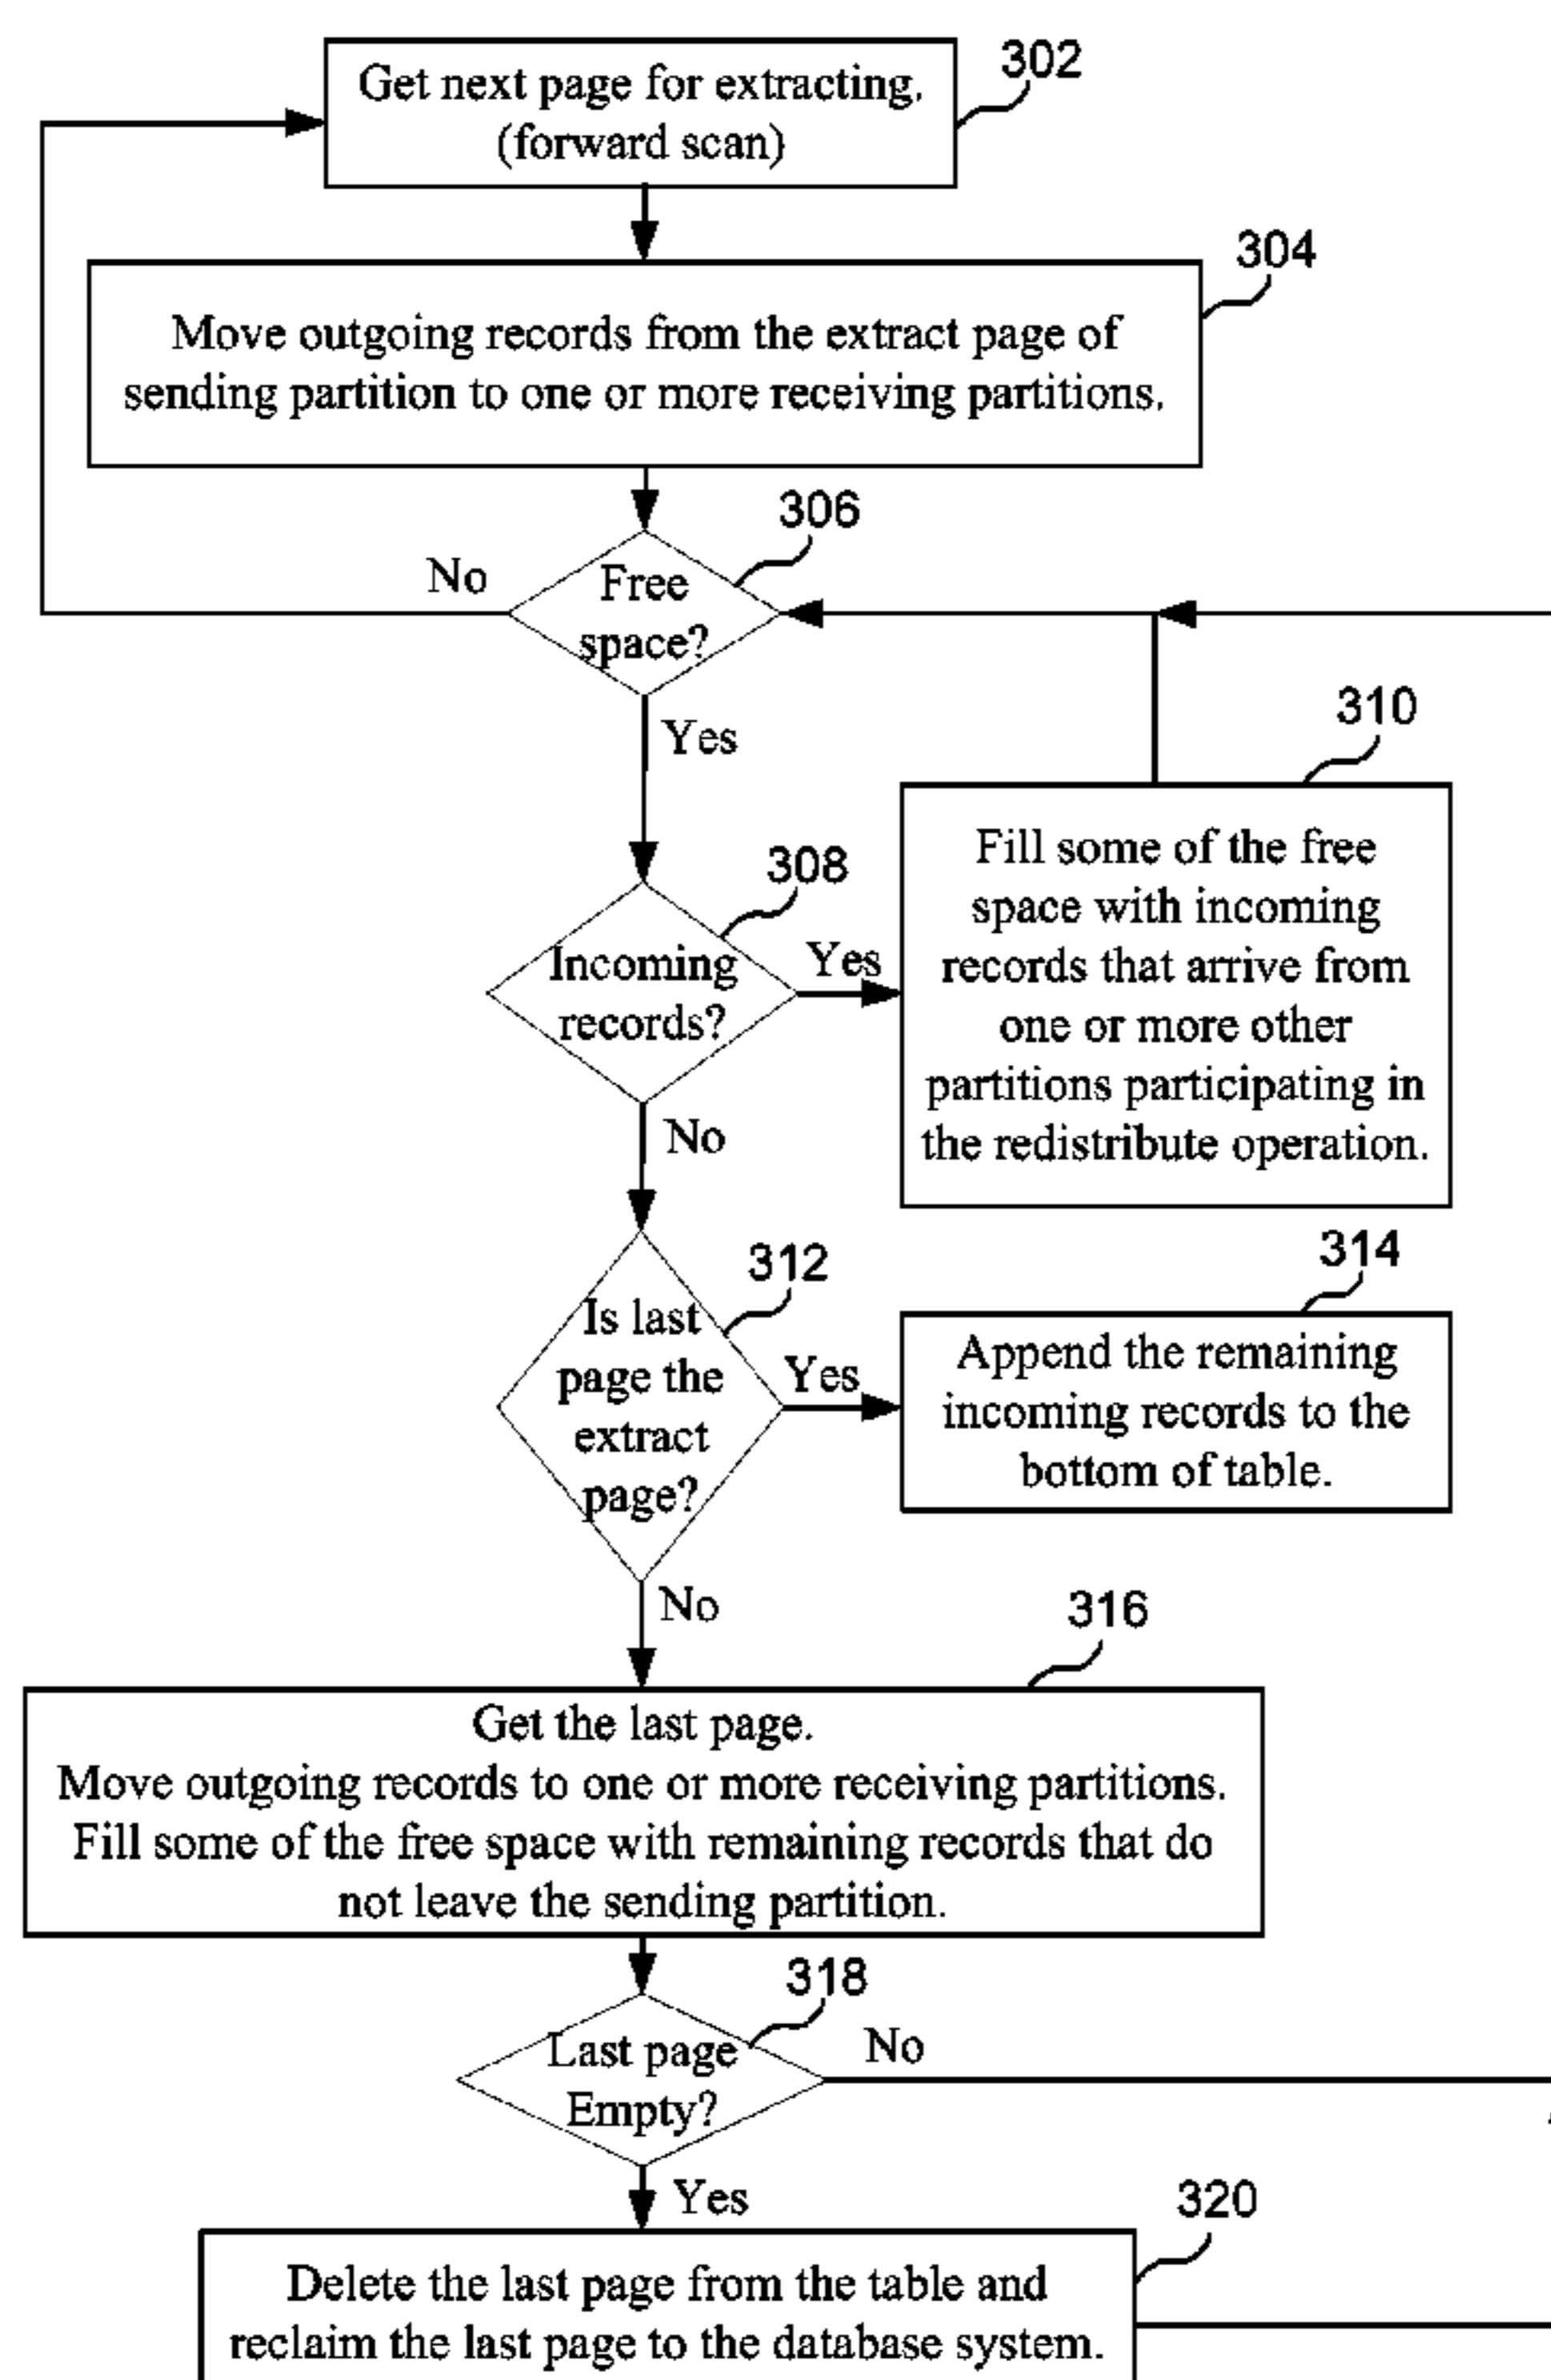 302
Get next page for extracting.
(forward scan)
304
Move outgoing records from the extract page of
sending partition to one or more receiving partitions.
306
No
Free
space?
Yes
310
308
Fill some of the free
space with incoming
records that arrive from
one or more other
partitions participating in
the redistribute operation.
Incoming
records?
Yes
No
312
314
Is last
page the
extract
page?
Yes
Append the remaining
incoming records to the
bottom of table.
No
316
Get the last page.
Move outgoing records to one or more receiving partitions.
Fill some of the free space with remaining records that do
not leave the sending partition.
318
Last page
Empty?
No
Yes
320
Delete the last page from the table and
reclaim the last page to the database system.